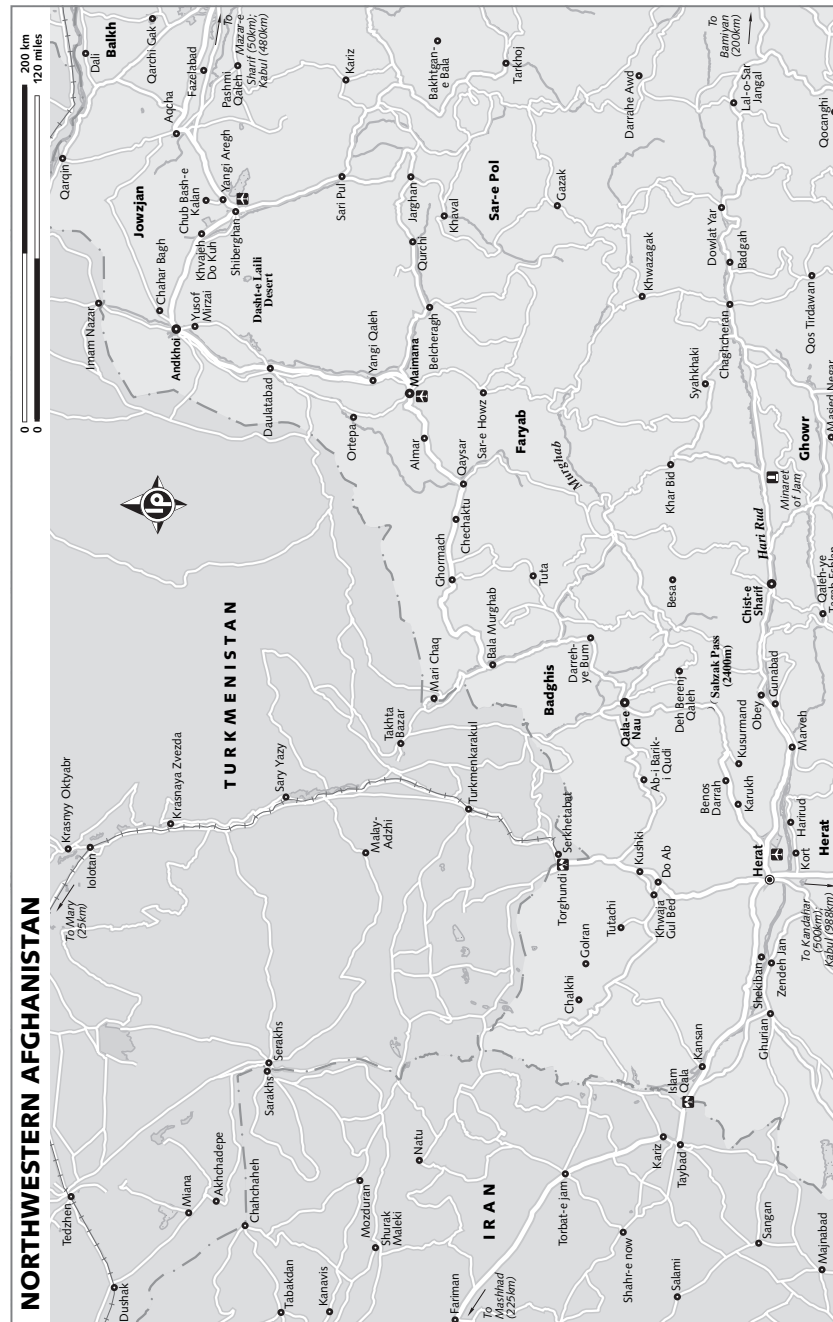 NORTHWESTERN AFGHANISTAN
0 200 km
0 120 miles
Tedzhen
Dushak
Miana
Akhchadepe
Chahchaheh
Tabakdan
Kanavis
Mozduran
Shurak
Maleki
Natu
Fariman
To
Mashhad
(225km)
IRAN
Torbat-e jam
Shahr-e now
Salami
Kariz
Taybad
Sangan
Majnabad
Sarakhs
Serakhs
To Mary
(25km)
Krasnyy Oktyabr
Iolotan
Krasnaya Zvezda
TURKMENISTAN
Sary Yazy
Malay-
Adzhi
Turkmenkarakul
Takhta
Bazar
Mari Chaq
Serkhetabat
Torghundi
Chalkhi
Golran
Tutachi
Kushki
Do Ab
Khwaja
Gul Bed
Islam
Qala
Kansan
Ghurian
Shekiban
Zendeh Jan
To Kandahar
(500km);
Kabul (988km)
Herat
Kort
Harirud
Herat
Karukh
Benos
Darrah
Kusurmand
Marveh
Obey
Gunabad
Sabzak Pass
(2400m)
Deh Berenj
Qaleh
Ab-i Barik-
i Qudi
Qala-e
Nau
Badghis
Darreh-
ye Bum
Bala Murghab
Ghormach
Tuta
Besa
Chist-e
Sharif
Hari Rud
Qaleh-ye
Minaret
of Jam
Ghowr
Masjed Negar
Khar Bid
Murghab
Syahkhaki
Chaghcheran
Qos Tirdawan
Badgah
Dowlat Yar
Khwazagak
Gazak
Darrahe Awd
Lal-o-Sar
Jangal
Qocanghi
To
Bamiyan
(200km)
Chechaktu
Qaysar
Almar
Ortepa
Sar-e Howz
Faryab
Maimana
Yangi Qaleh
Belcheragh
Qurchi
Khaval
Jarghan
Sar-e Pol
Tarkhoj
Bakhtgan-
e Bala
Kariz
Sari Pul
Daulatabad
Dasht-e Laili
Desert
Andkhoi
Yusof
Mirzai
Chahar Bagh
Imam Nazar
Khvajeh
Do Kuh
Shiberghan
Chub Bash-e
Kalan
Yangi Aregh
Jowzjan
Qarqin
Aqcha
Fazelabad
Pashmi
Qaleh
Dali
Balkh
Qarchi Gak
To
Mazar-e
Sharif (50km);
Kabul (480km)
lp